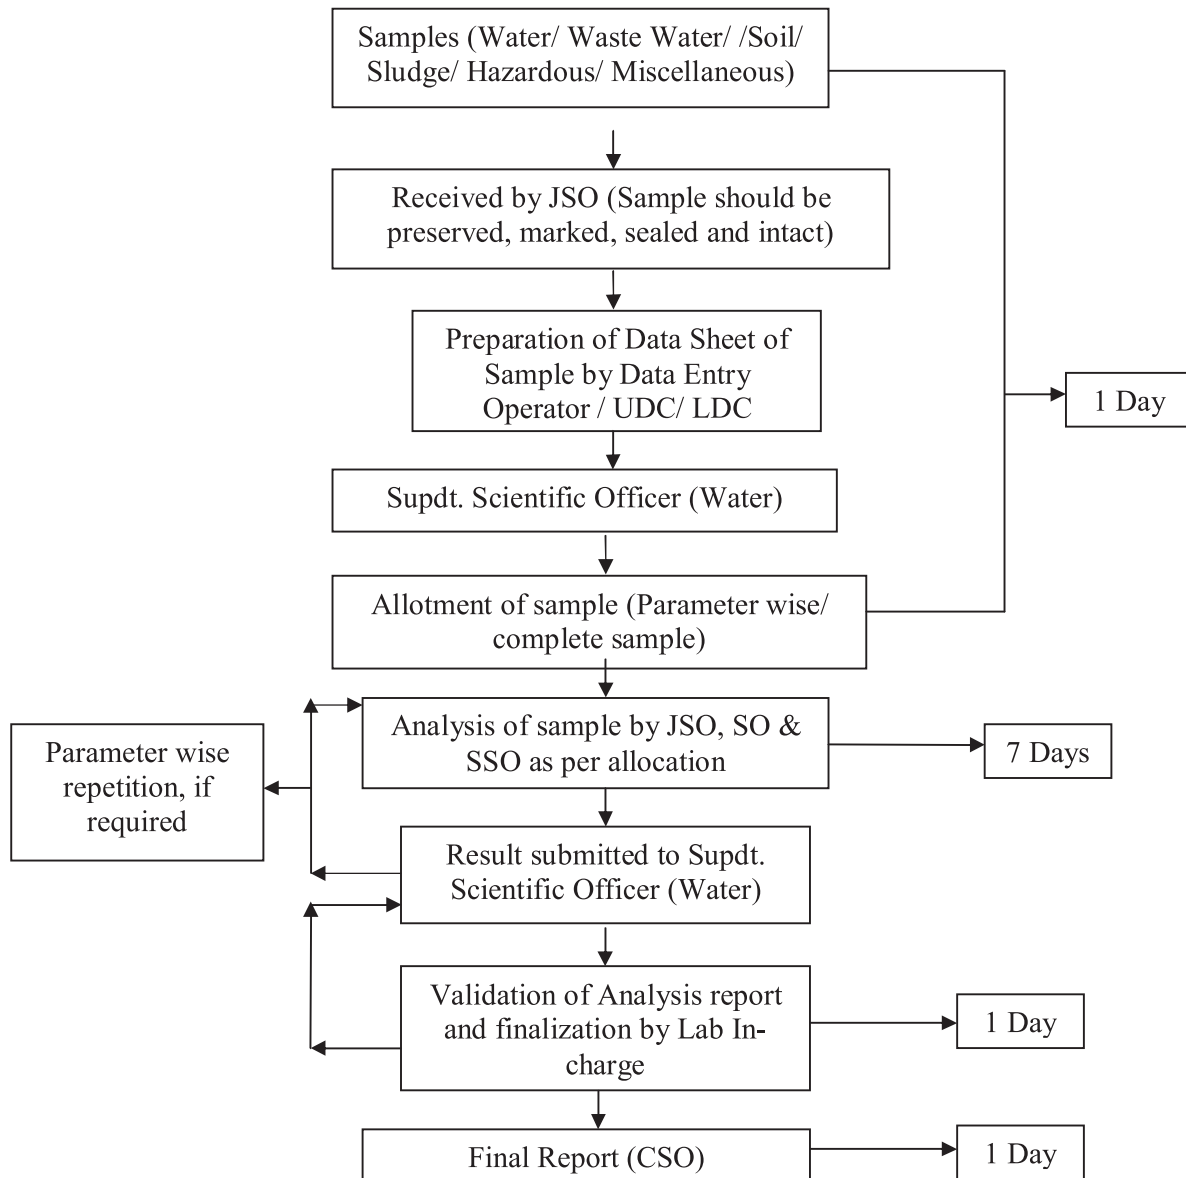 Samples (Water/ Waste Water/ /Soil/
Sludge/ Hazardous/ Miscellaneous)
Received by JSO (Sample should be
preserved, marked, sealed and intact)
Preparation of Data Sheet of
Sample by Data Entry
Operator / UDC/ LDC
1 Day
Supdt. Scientific Officer (Water)
Allotment of sample (Parameter wise/
complete sample)
Analysis of sample by JSO, SO &
SSO as per allocation
7 Days
Parameter wise
repetition, if
required
Result submitted to Supdt.
Scientific Officer (Water)
Validation of Analysis report
and finalization by Lab In-
charge
1 Day
Final Report (CSO)
1 Day